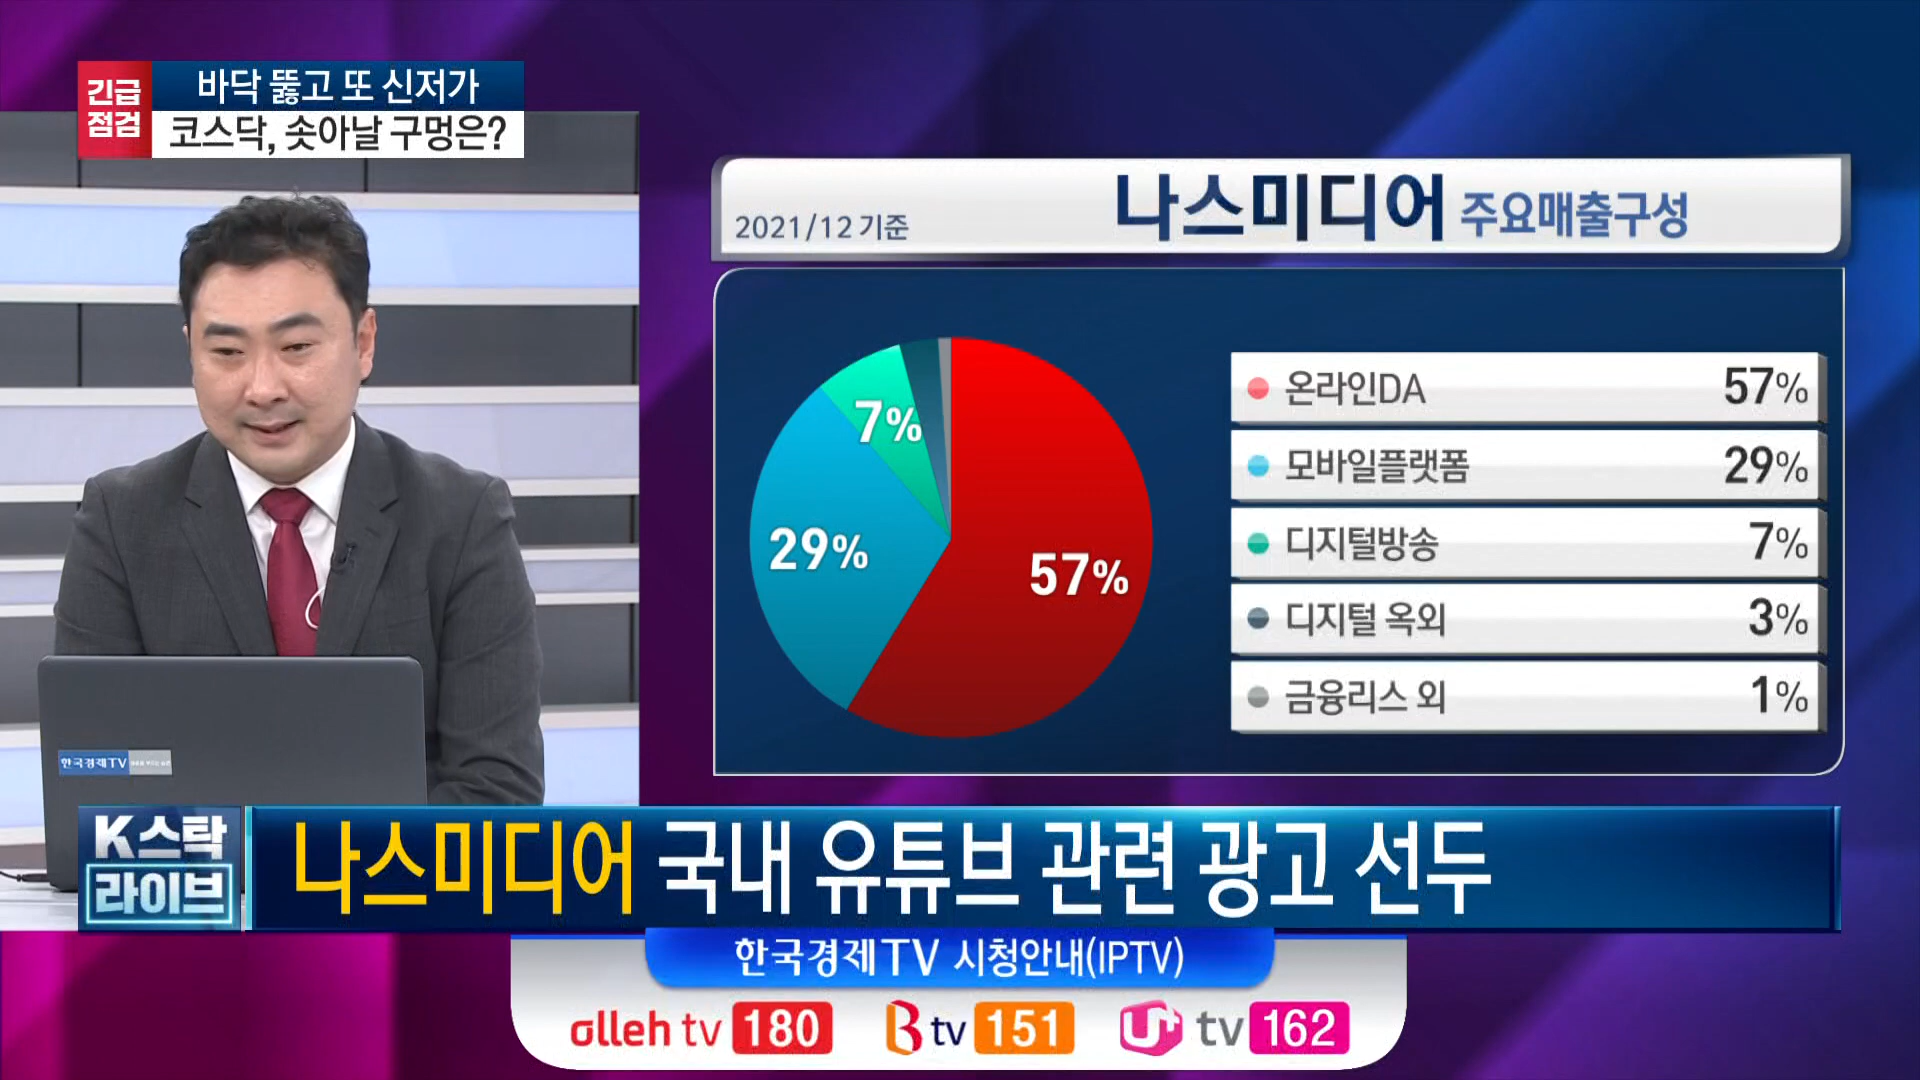 긴급
점검
바닥 뚫고 또 신저가
코스닥, 솟아날 구멍은?
2021/12 기준
나스미디어 주요매출구성
7%
29%
57%
온라인DA 57%
모바일플랫폼 29%
디지털방송 7%
디지털 옥외 3%
금융리스 외 1%
한국경제TV
K스탁
라이브
나스미디어 국내 유튜브 관련 광고 선두
한국경제TV 시청안내(IPTV)
olleh tv 180 B tv 151 U+ tv 162